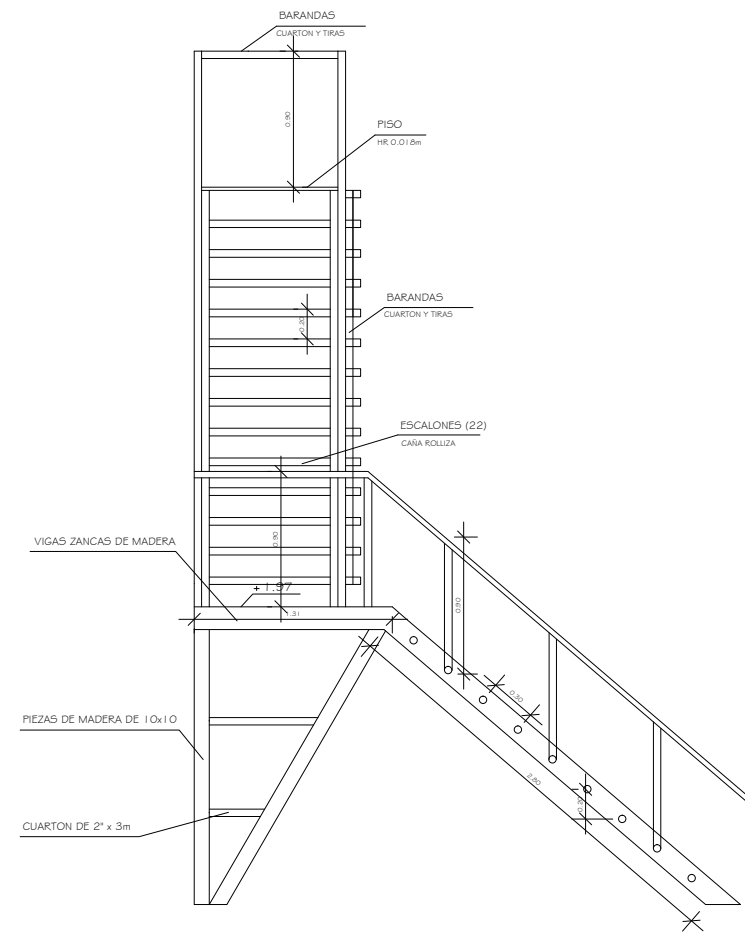 BARANDAS
CUARTON Y TIRAS
0.90
PISO
HR 0.018m
BARANDAS
CUARTON Y TIRAS
0.20
ESCALONES (22)
CAÑA ROLLIZA
VIGAS ZANCAS DE MADERA
0.90
+ 1.97
1.31
0.90
0.30
PIEZAS DE MADERA DE 10x10
2.80
0.20
CUARTON DE 2" x 3m